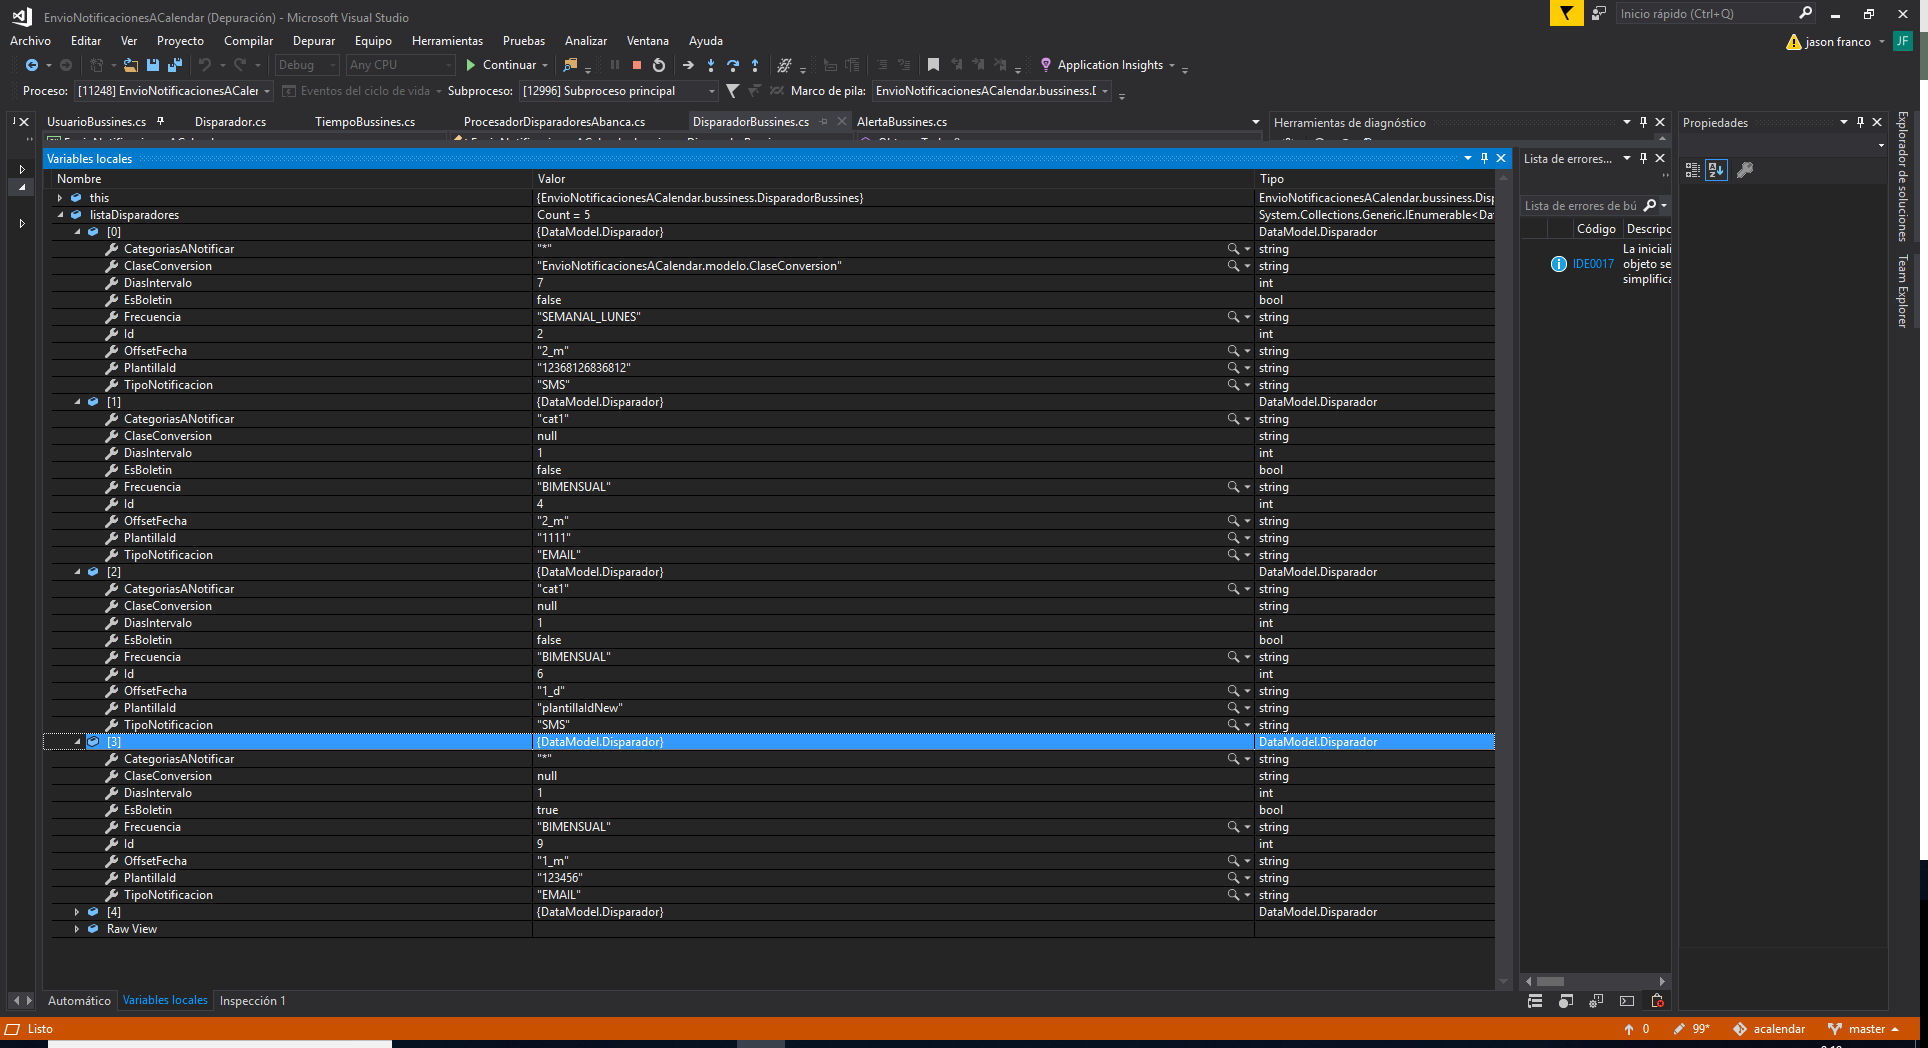 EnvioNotificacionesACalendar (Depuración) - Microsoft Visual Studio
Inicio rápido (Ctrl+Q)
Archivo Editar Ver Proyecto Compilar Depurar Equipo Herramientas Pruebas Analizar Ventana Ayuda
jason franco JF
Debug Any CPU Continuar Application Insights
Proceso: [11248] EnvioNotificacionesACaler Eventos del ciclo de vida Subproceso: [12996] Subproceso principal Marco de pila: EnvioNotificacionesACalendar.bussiness.D
UsuarioBussines.cs Disparador.cs TiempoBussines.cs ProcesadorDisparadoresAbanca.cs DisparadorBussines.cs AlertaBussines.cs
Herramientas de diagnóstico
Propiedades
Variables locales
Lista de errores...
Nombre Valor Tipo
this {EnvioNotificacionesACalendar.bussiness.DisparadorBussines} EnvioNotificacionesACalendar.bussiness.Disp
listaDisparadores Count = 5 System.Collections.Generic.IEnumerable<Da
[0] {DataModel.Disparador} DataModel.Disparador
CategoriasANotificar "*" string
ClaseConversion "EnvioNotificacionesACalendar.modelo.ClaseConversion" string
DiasIntervalo 7 int
EsBoletin false bool
Frecuencia "SEMANAL_LUNES" string
Id 2 int
OffsetFecha "2_m" string
PlantillaId "12368126836812" string
TipoNotificacion "SMS" string
[1] {DataModel.Disparador} DataModel.Disparador
CategoriasANotificar "cat1" string
ClaseConversion null string
DiasIntervalo 1 int
EsBoletin false bool
Frecuencia "BIMENSUAL" string
Id 4 int
OffsetFecha "2_m" string
PlantillaId "1111" string
TipoNotificacion "EMAIL" string
[2] {DataModel.Disparador} DataModel.Disparador
CategoriasANotificar "cat1" string
ClaseConversion null string
DiasIntervalo 1 int
EsBoletin false bool
Frecuencia "BIMENSUAL" string
Id 6 int
OffsetFecha "1_d" string
PlantillaId "plantillaIdNew" string
TipoNotificacion "SMS" string
[3] {DataModel.Disparador} DataModel.Disparador
CategoriasANotificar "*" string
ClaseConversion null string
DiasIntervalo 1 int
EsBoletin true bool
Frecuencia "BIMENSUAL" string
Id 9 int
OffsetFecha "1_m" string
PlantillaId "123456" string
TipoNotificacion "EMAIL" string
[4] {DataModel.Disparador} DataModel.Disparador
Raw View
Lista de errores de bú
Código Descripc
La iniciali
IDE0017 objeto se
simplifica
Explorador de soluciones
Team Explorer
Automático Variables locales Inspección 1
Listo
0 99* acalendar master